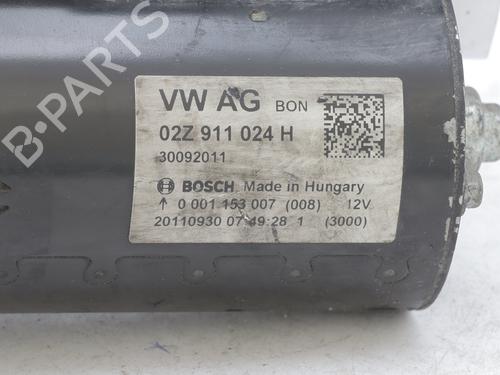 VW AG BON
02Z 911 024 H
30092011
BOSCH Made in Hungary
↑ 0 001 153 007 (008) 12V
20110930 07 49:28 1 (3000)
B-PARTS